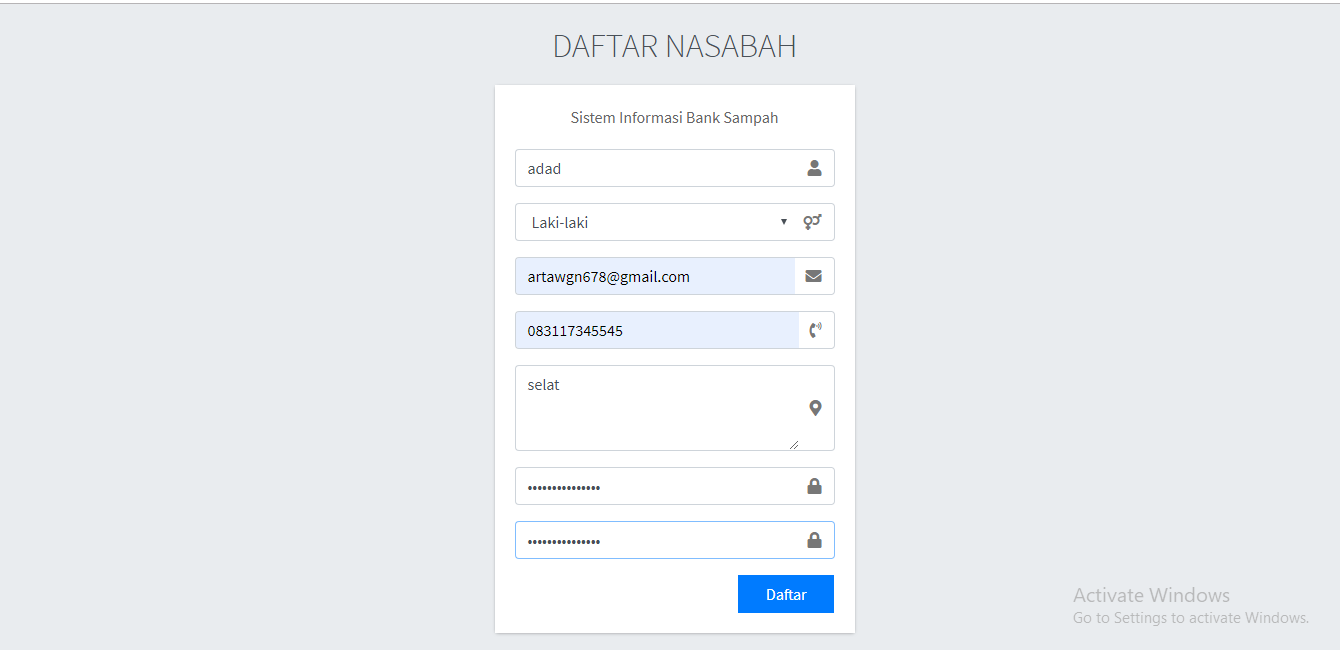 DAFTAR NASABAH
Sistem Informasi Bank Sampah
adad
Laki-laki
artawgn678@gmail.com
083117345545
selat
•••••••••••••••
•••••••••••••••
Daftar
Activate Windows
Go to Settings to activate Windows.